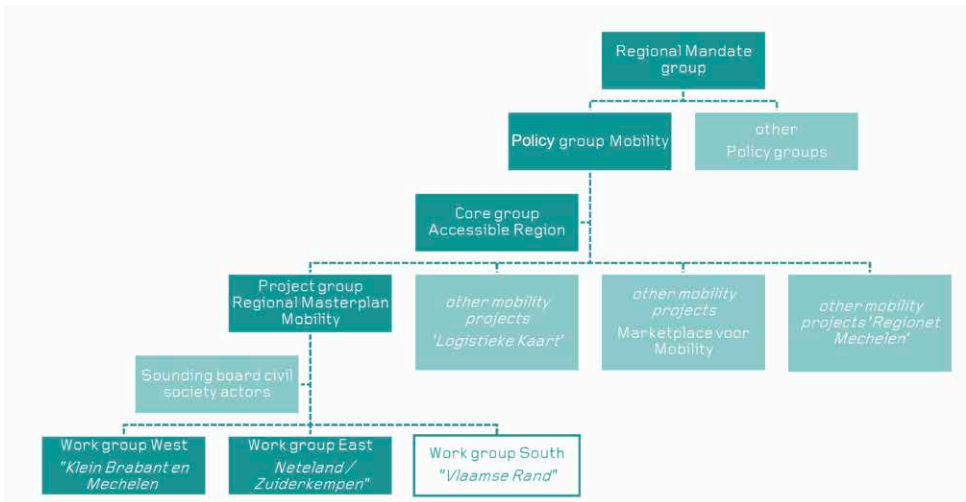 Regional Mandate
group
Policy group Mobility
other
Policy groups
Core group
Accessible Region
Project group
Regional Masterplan
Mobility
other mobility
projects
'Logistieke Kaart'
other mobility
projects
Marketplace voor
Mobility
other mobility
projects 'Regionet
Mechelen'
Sounding board civil
society actors
Work group West
"Klein Brabant en
Mechelen
Work group East
Neteland /
Zuiderkempen"
Work group South
"Vlaamse Rand"